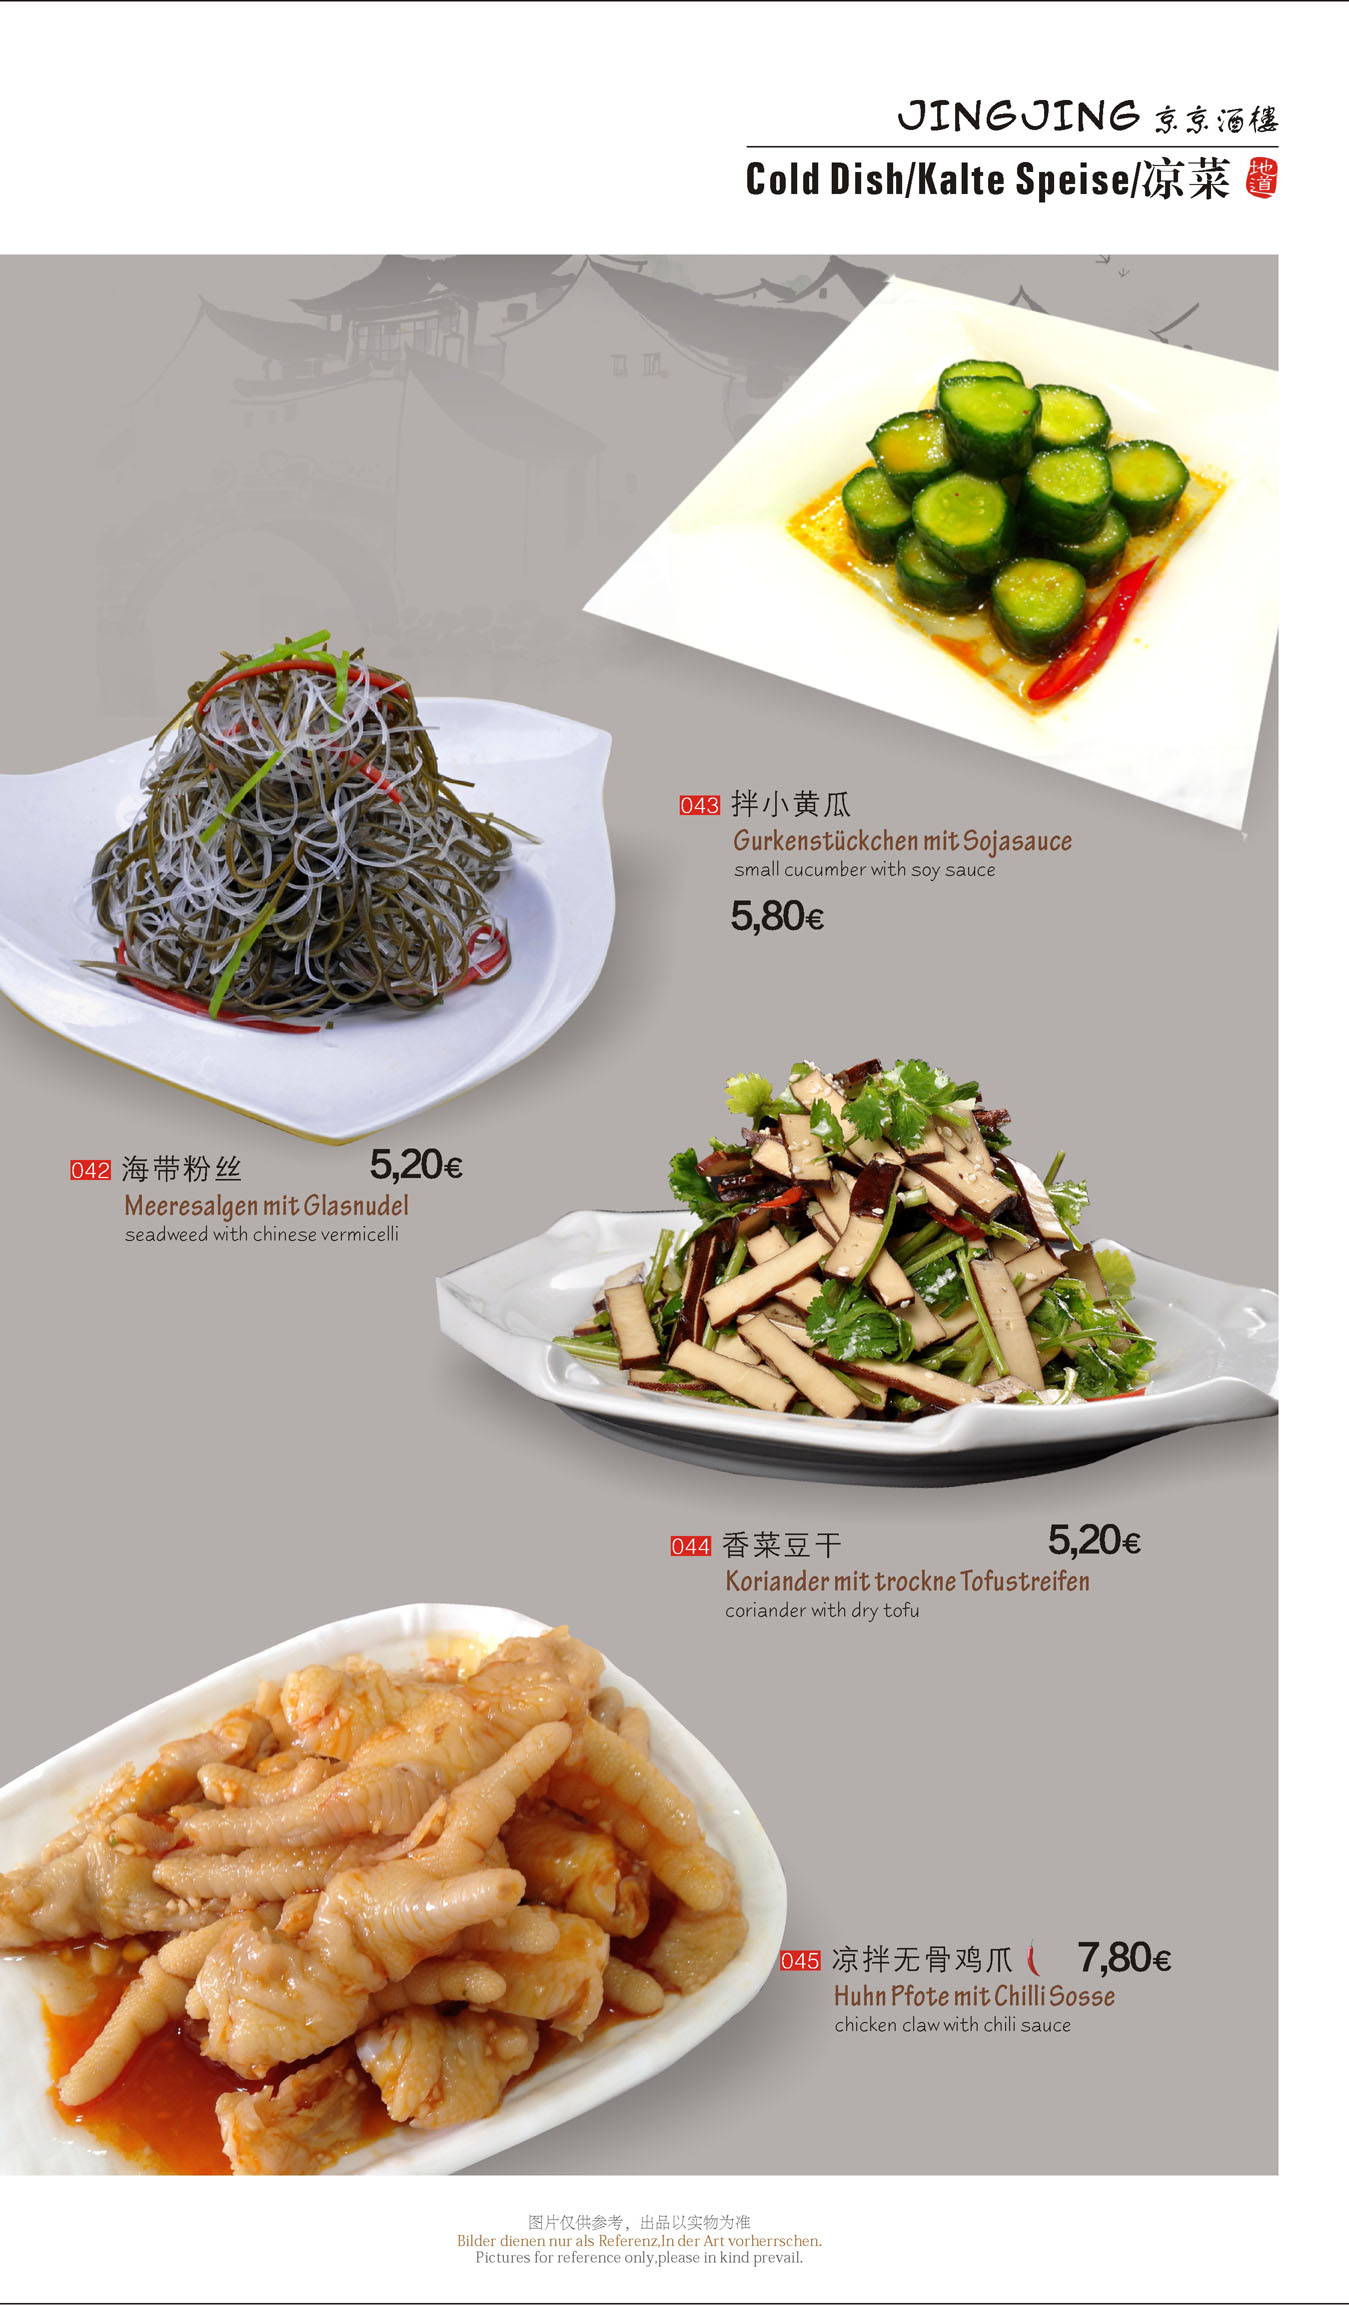 JINGJING 京京酒樓
Cold Dish/Kalte Speise/凉菜 地道
043 拌小黄瓜
Gurkenstückchen mit Sojasauce
small cucumber with soy sauce
5,80€
042 海带粉丝 5,20€
Meeresalgen mit Glasnudel
seadweed with chinese vermicelli
044 香菜豆干 5,20€
Koriander mit trockne Tofustreifen
coriander with dry tofu
045 凉拌无骨鸡爪 7,80€
Huhn Pfote mit Chilli Sosse
chicken claw with chili sauce
图片仅供参考，出品以实物为准
Bilder dienen nur als Referenz,In der Art vorherrschen.
Pictures for reference only,please in kind prevail.